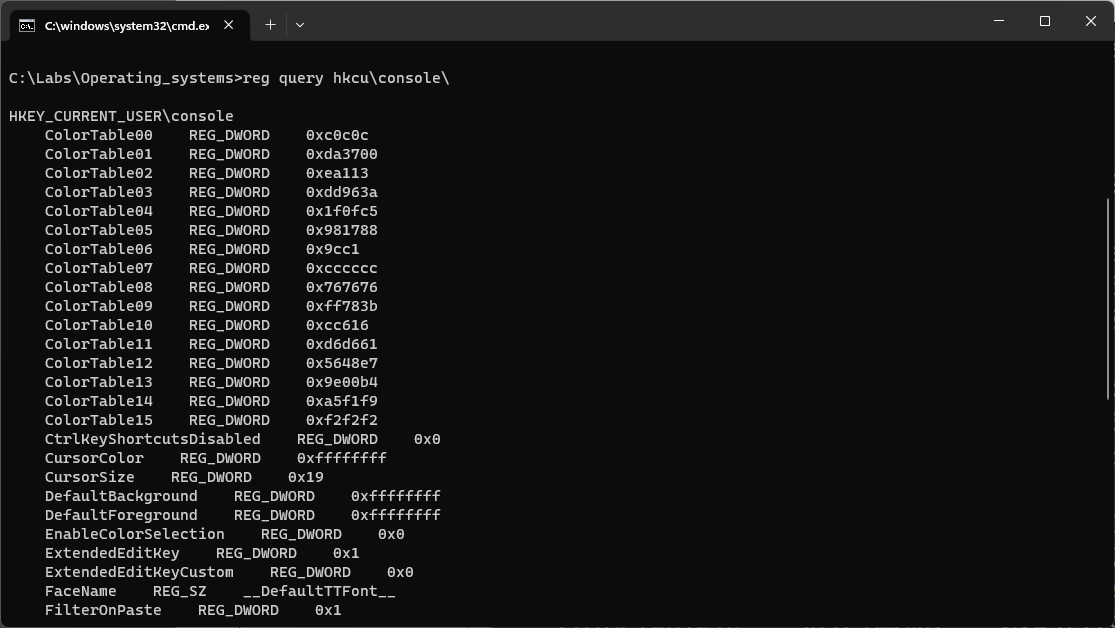 C:\windows\system32\cmd.ex
C:\Labs\Operating_systems>reg query hkcu\console\
HKEY_CURRENT_USER\console
    ColorTable00    REG_DWORD    0xc0c0c
    ColorTable01    REG_DWORD    0xda3700
    ColorTable02    REG_DWORD    0xea113
    ColorTable03    REG_DWORD    0xdd963a
    ColorTable04    REG_DWORD    0x1f0fc5
    ColorTable05    REG_DWORD    0x981788
    ColorTable06    REG_DWORD    0x9cc1
    ColorTable07    REG_DWORD    0xcccccc
    ColorTable08    REG_DWORD    0x767676
    ColorTable09    REG_DWORD    0xff783b
    ColorTable10    REG_DWORD    0xcc616
    ColorTable11    REG_DWORD    0xd6d661
    ColorTable12    REG_DWORD    0x5648e7
    ColorTable13    REG_DWORD    0x9e00b4
    ColorTable14    REG_DWORD    0xa5f1f9
    ColorTable15    REG_DWORD    0xf2f2f2
    CtrlKeyShortcutsDisabled    REG_DWORD    0x0
    CursorColor    REG_DWORD    0xffffffff
    CursorSize    REG_DWORD    0x19
    DefaultBackground    REG_DWORD    0xffffffff
    DefaultForeground    REG_DWORD    0xffffffff
    EnableColorSelection    REG_DWORD    0x0
    ExtendedEditKey    REG_DWORD    0x1
    ExtendedEditKeyCustom    REG_DWORD    0x0
    FaceName    REG_SZ    __DefaultTTFont__
    FilterOnPaste    REG_DWORD    0x1